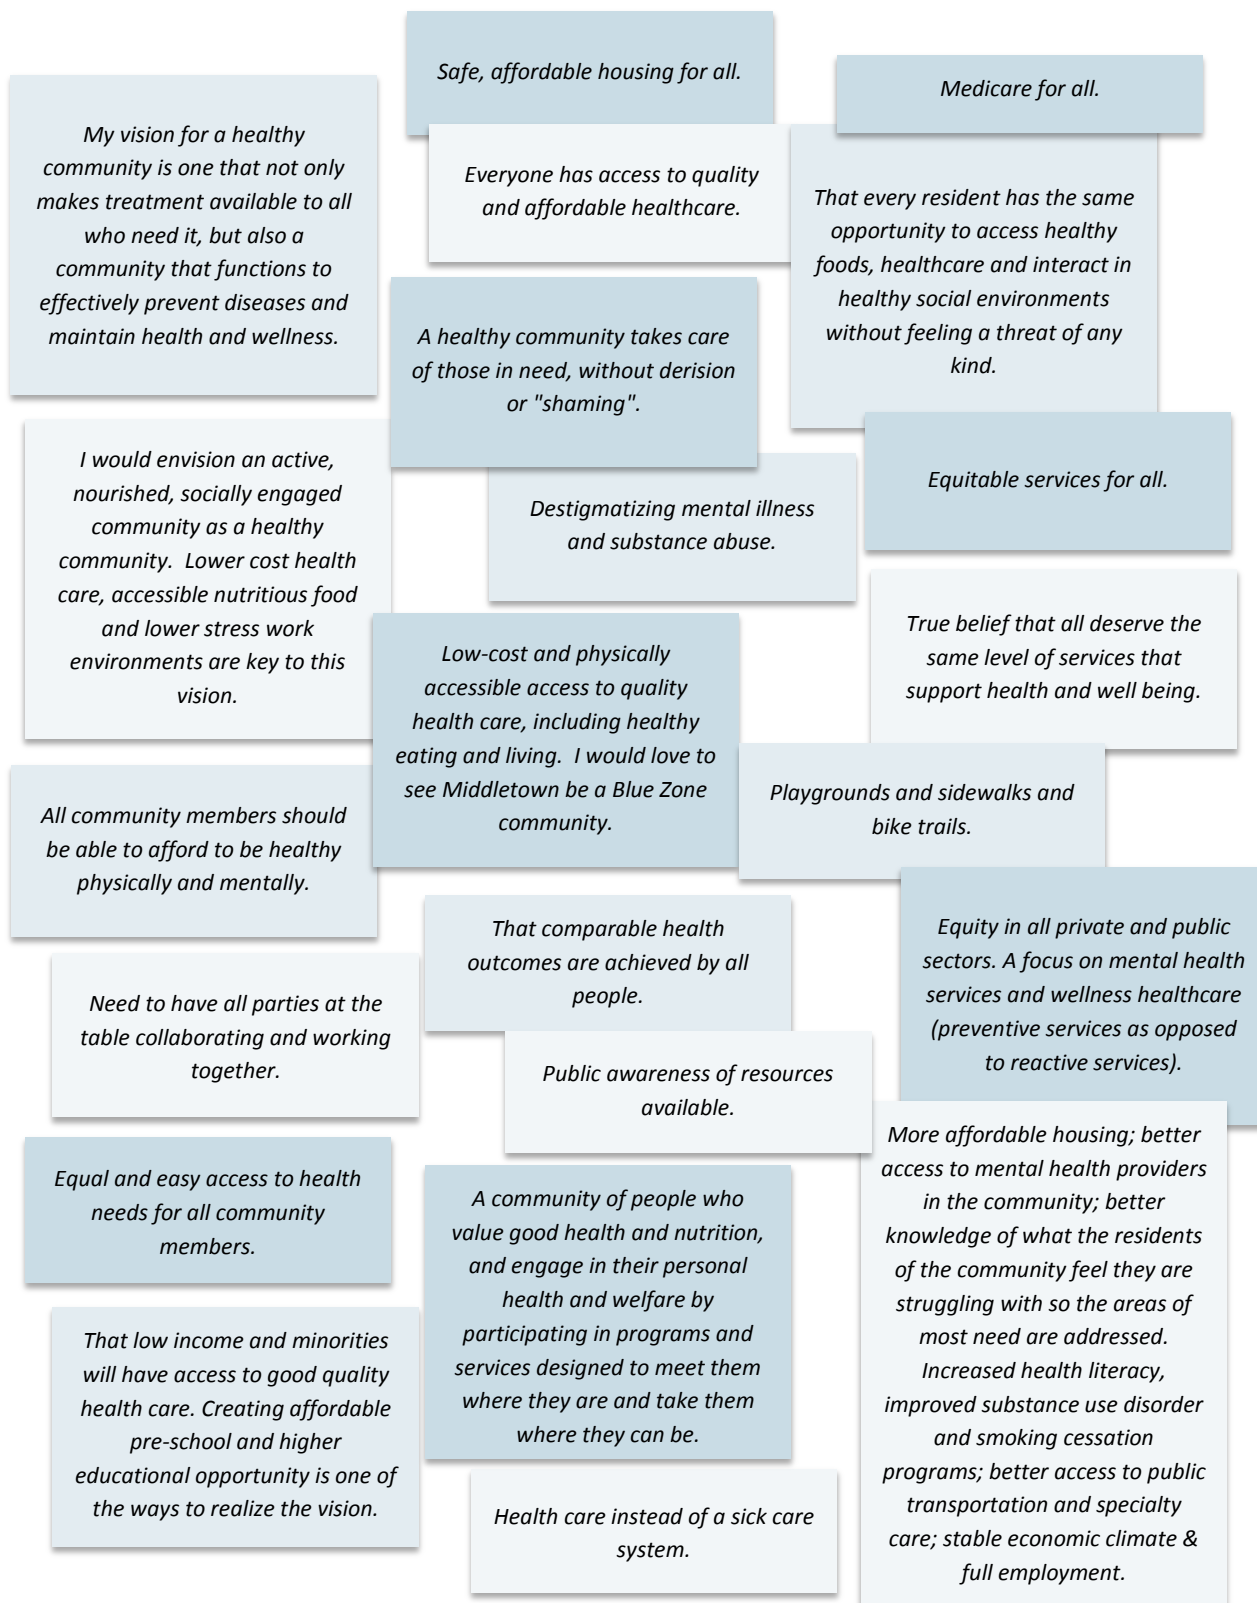 Safe, affordable housing for all.
Medicare for all.
My vision for a healthy
community is one that not only
makes treatment available to all
who need it, but also a
community that functions to
effectively prevent diseases and
maintain health and wellness.
Everyone has access to quality
and affordable healthcare.
That every resident has the same
opportunity to access healthy
foods, healthcare and interact in
healthy social environments
without feeling a threat of any
kind.
A healthy community takes care
of those in need, without derision
or "shaming".
I would envision an active,
nourished, socially engaged
community as a healthy
community.  Lower cost health
care, accessible nutritious food
and lower stress work
environments are key to this
vision.
Destigmatizing mental illness
and substance abuse.
Equitable services for all.
True belief that all deserve the
same level of services that
support health and well being.
Low-cost and physically
accessible access to quality
health care, including healthy
eating and living.  I would love to
see Middletown be a Blue Zone
community.
Playgrounds and sidewalks and
bike trails.
All community members should
be able to afford to be healthy
physically and mentally.
That comparable health
outcomes are achieved by all
people.
Equity in all private and public
sectors. A focus on mental health
services and wellness healthcare
(preventive services as opposed
to reactive services).
Need to have all parties at the
table collaborating and working
together.
Public awareness of resources
available.
More affordable housing; better
access to mental health providers
in the community; better
knowledge of what the residents
of the community feel they are
struggling with so the areas of
most need are addressed.
Increased health literacy,
improved substance use disorder
and smoking cessation
programs; better access to public
transportation and specialty
care; stable economic climate &
full employment.
Equal and easy access to health
needs for all community
members.
A community of people who
value good health and nutrition,
and engage in their personal
health and welfare by
participating in programs and
services designed to meet them
where they are and take them
where they can be.
That low income and minorities
will have access to good quality
health care. Creating affordable
pre-school and higher
educational opportunity is one of
the ways to realize the vision.
Health care instead of a sick care
system.